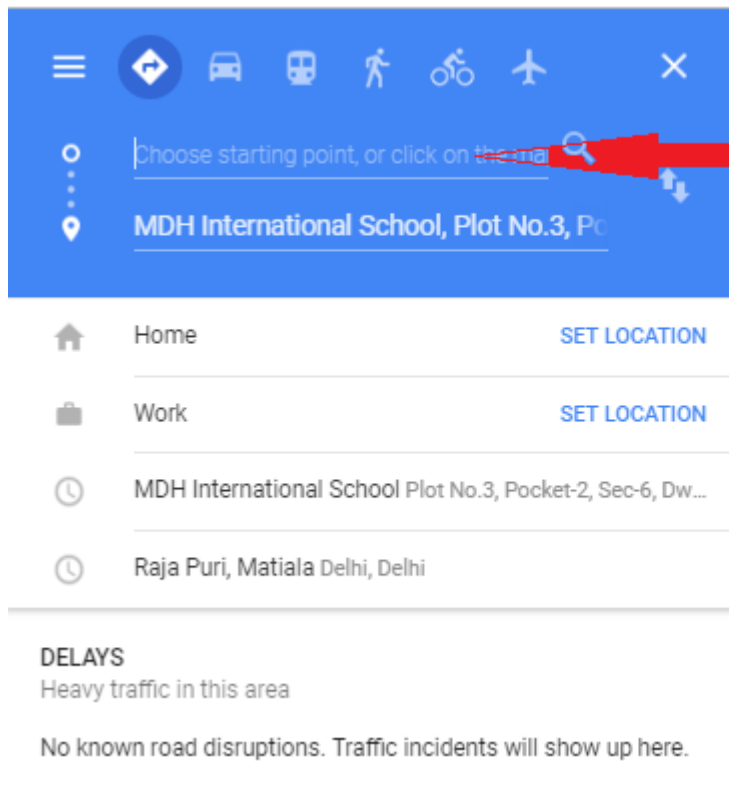 Choose starting point, or click on the ma
MDH International School, Plot No.3, Po
Home SET LOCATION
Work SET LOCATION
MDH International School Plot No.3, Pocket-2, Sec-6, Dw...
Raja Puri, Matiala Delhi, Delhi
DELAYS
Heavy traffic in this area
No known road disruptions. Traffic incidents will show up here.